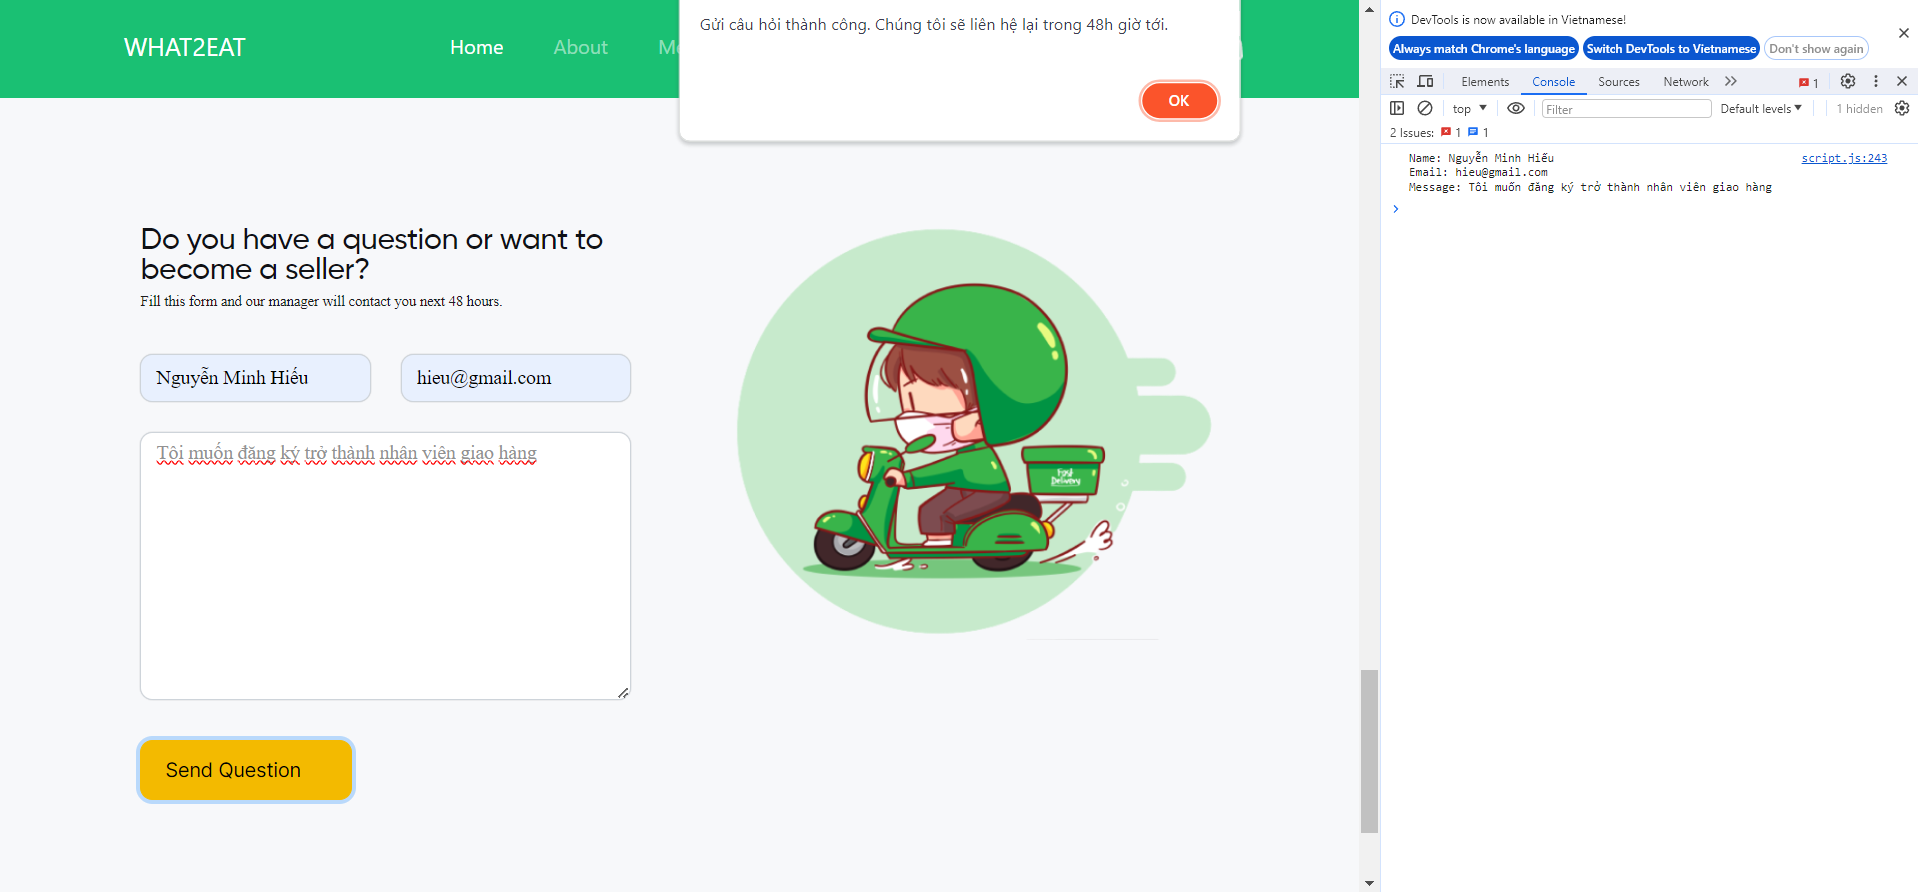 WHAT2EAT
Home
About
Gửi câu hỏi thành công. Chúng tôi sẽ liên hệ lại trong 48h giờ tới.
OK
Do you have a question or want to
become a seller?
Fill this form and our manager will contact you next 48 hours.
Nguyễn Minh Hiếu
hieu@gmail.com
Tôi muốn đăng ký trở thành nhân viên giao hàng
Send Question
Fast
Delivery
DevTools is now available in Vietnamese!
Always match Chrome's language
Switch DevTools to Vietnamese
Don't show again
Elements
Console
Sources
Network
1
top
Filter
Default levels
1 hidden
2 Issues:
1
1
Name: Nguyễn Minh Hiếu
script.js:243
Email: hieu@gmail.com
Message: Tôi muốn đăng ký trở thành nhân viên giao hàng